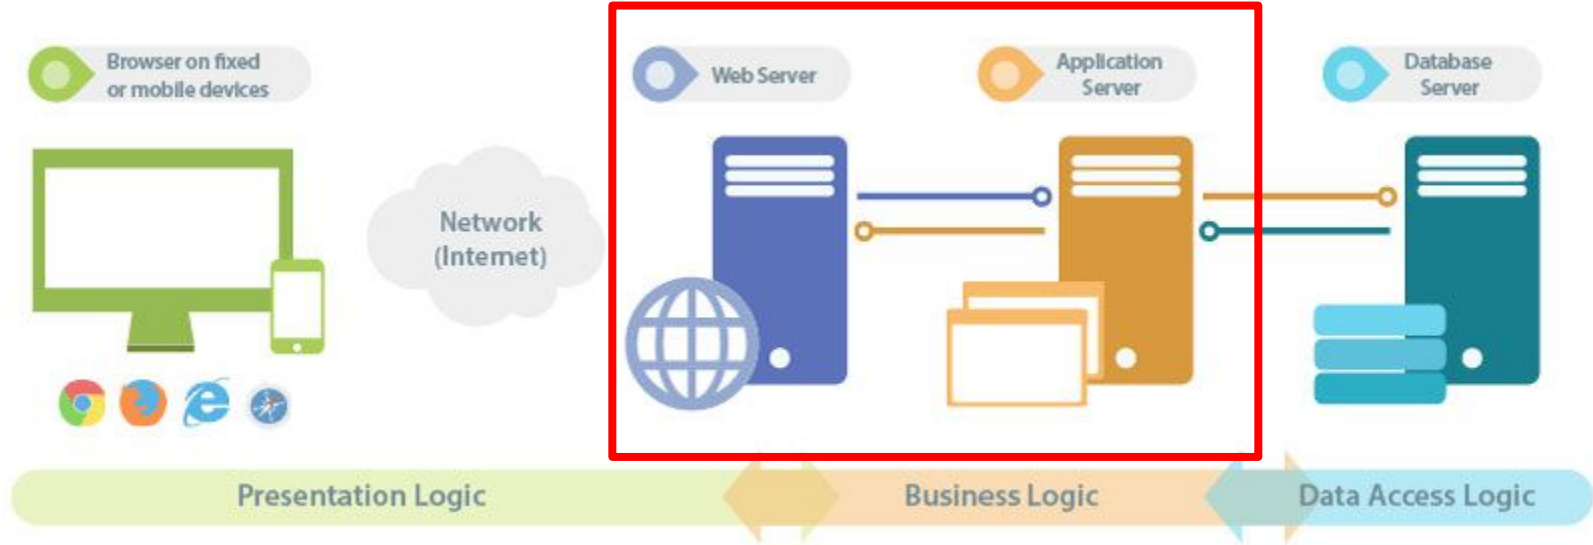 Browser on fixed
or mobile devices
Web Server
Application
Server
Database
Server
Network
(Internet)
Presentation Logic
Business Logic
Data Access Logic